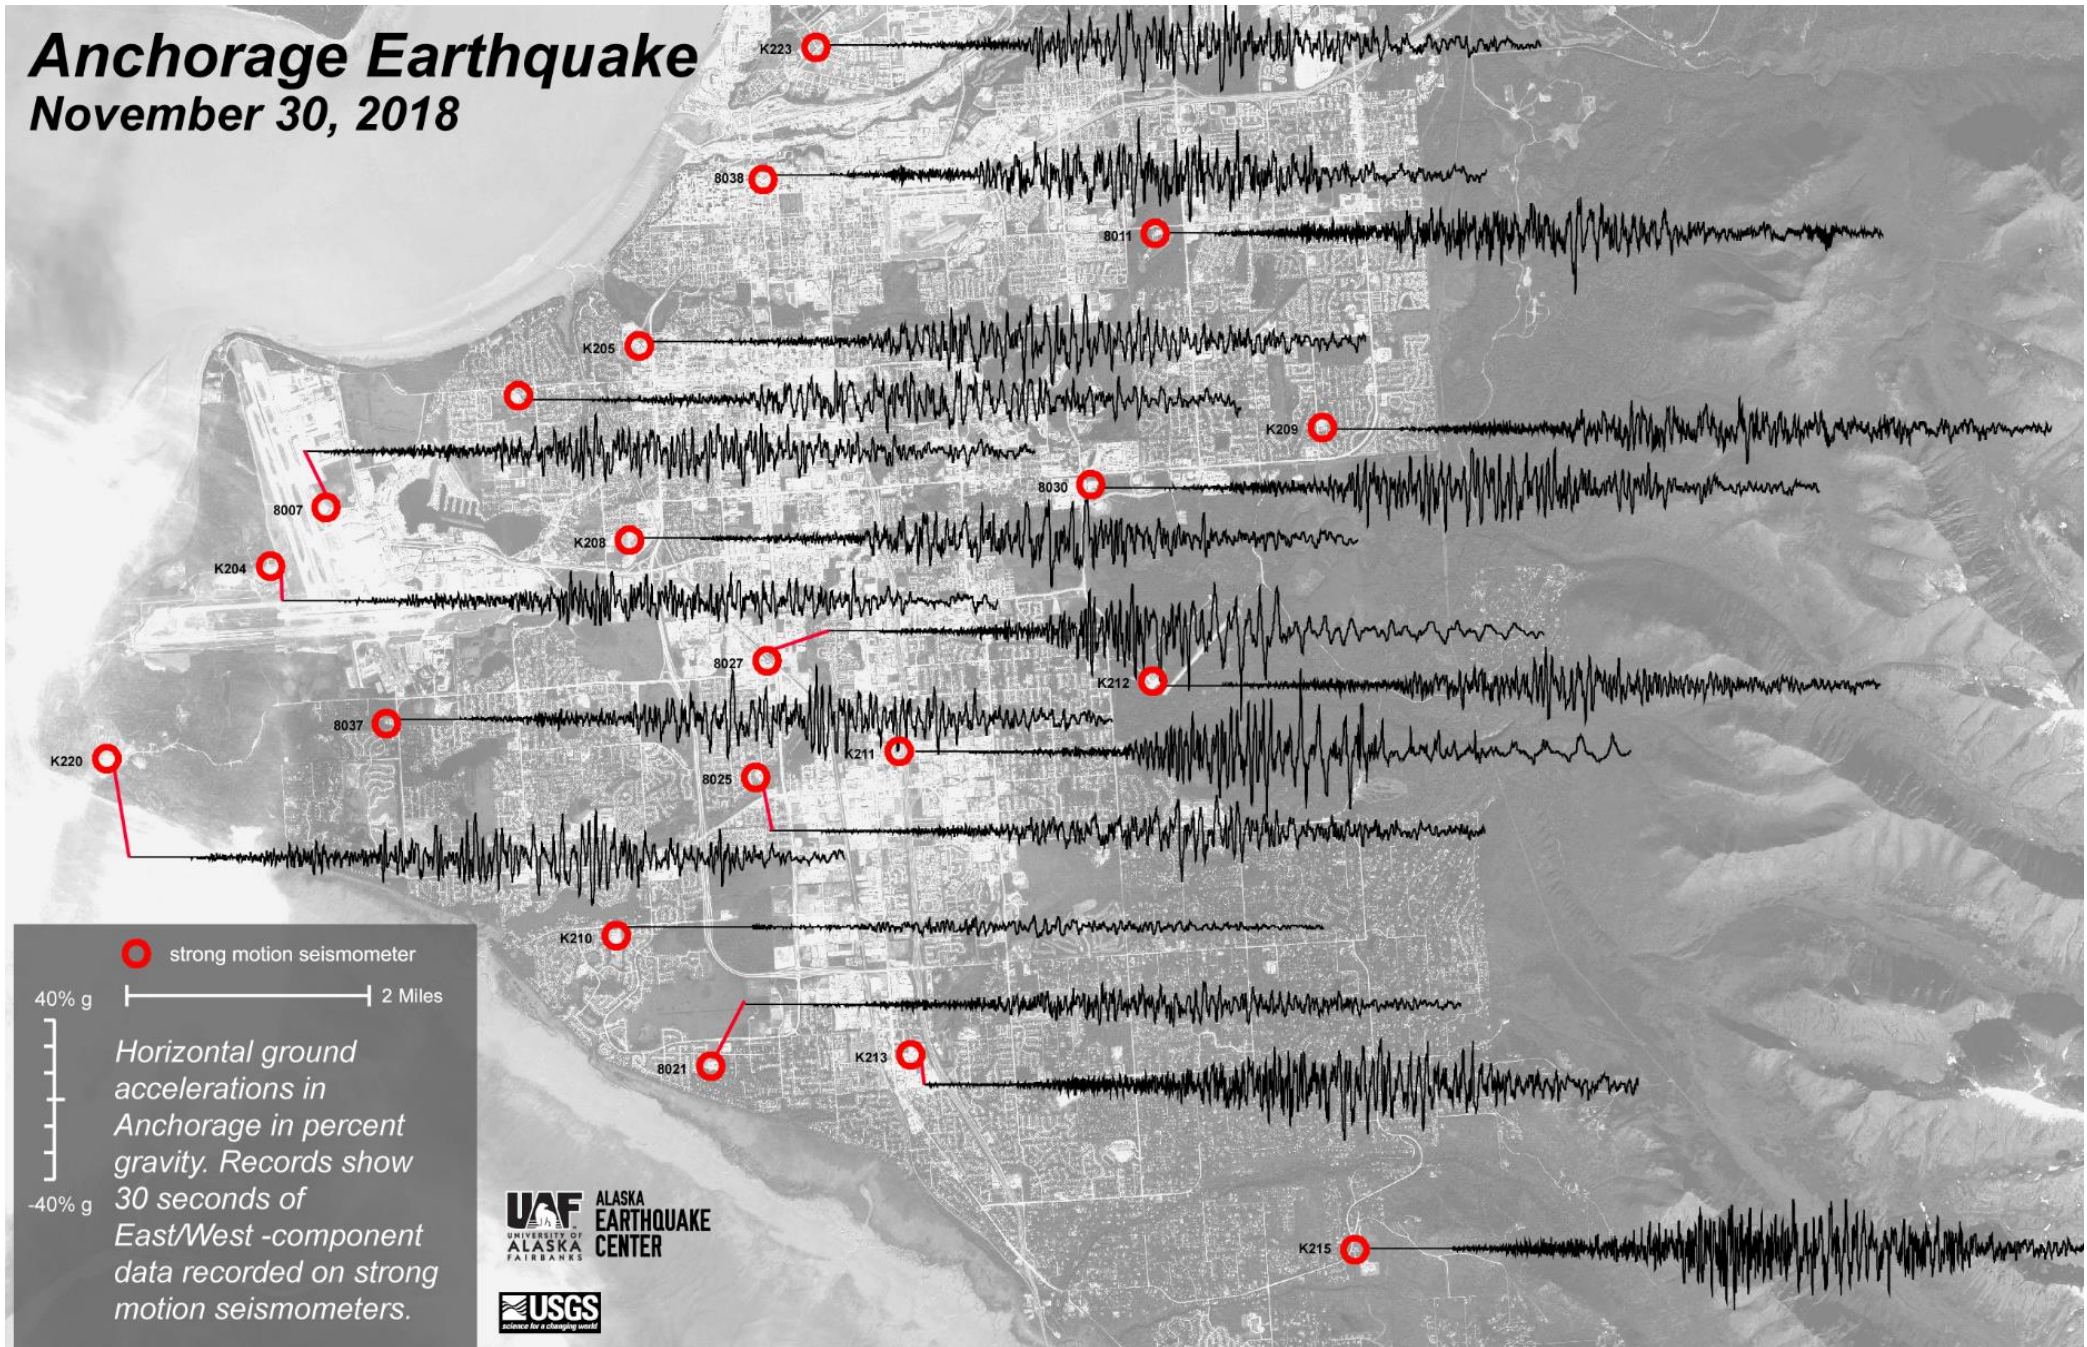 Anchorage Earthquake
November 30, 2018
K223
8038
8011
K205
K209
8030
8007
K208
K204
8027
K212
8037
K211
K220
8025
K210
8021
K213
K215
strong motion seismometer
40% g
2 Miles
-40% g
Horizontal ground
accelerations in
Anchorage in percent
gravity. Records show
30 seconds of
East/West -component
data recorded on strong
motion seismometers.
UAF
UNIVERSITY OF
ALASKA
FAIRBANKS
ALASKA
EARTHQUAKE
CENTER
USGS
science for a changing world